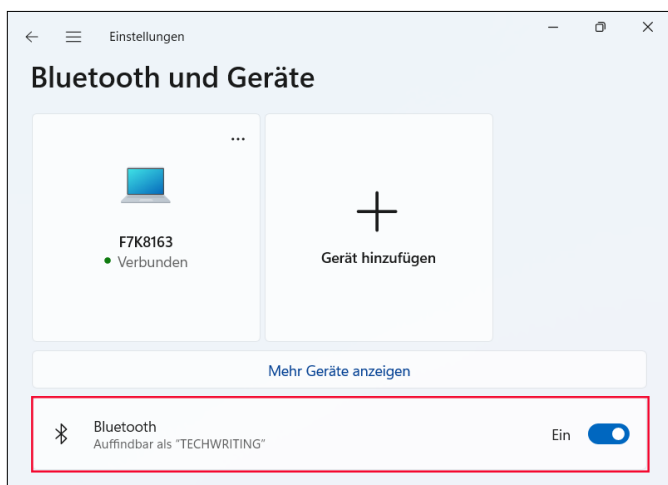 Einstellungen
Bluetooth und Geräte
F7K8163
Verbunden
Gerät hinzufügen
Mehr Geräte anzeigen
Bluetooth
Auffindbar als "TECHWRITING"
Ein